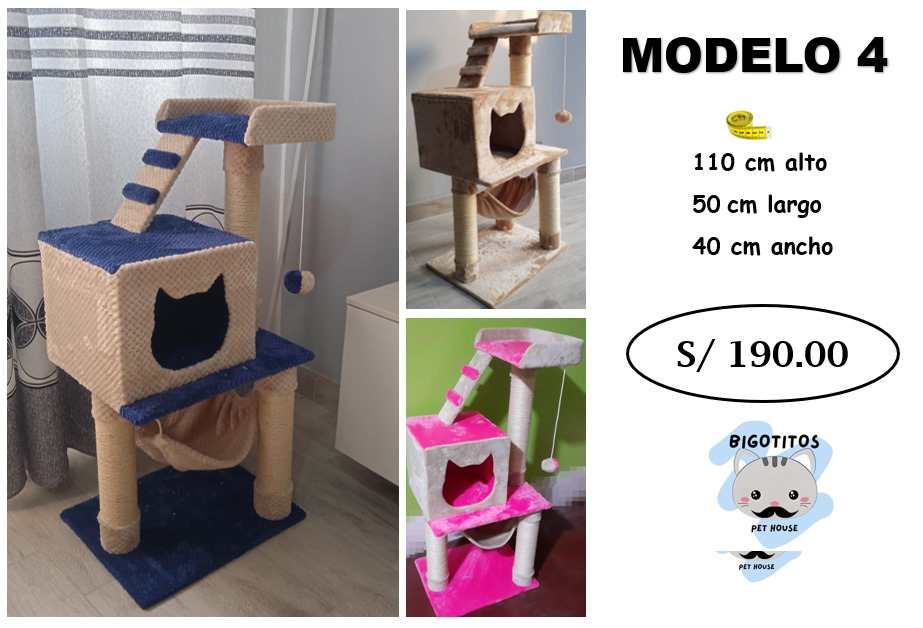 MODELO 4
110 cm alto
50 cm largo
40 cm ancho
S/ 190.00
BIGOTITOS
PET HOUSE
PET HOUSE